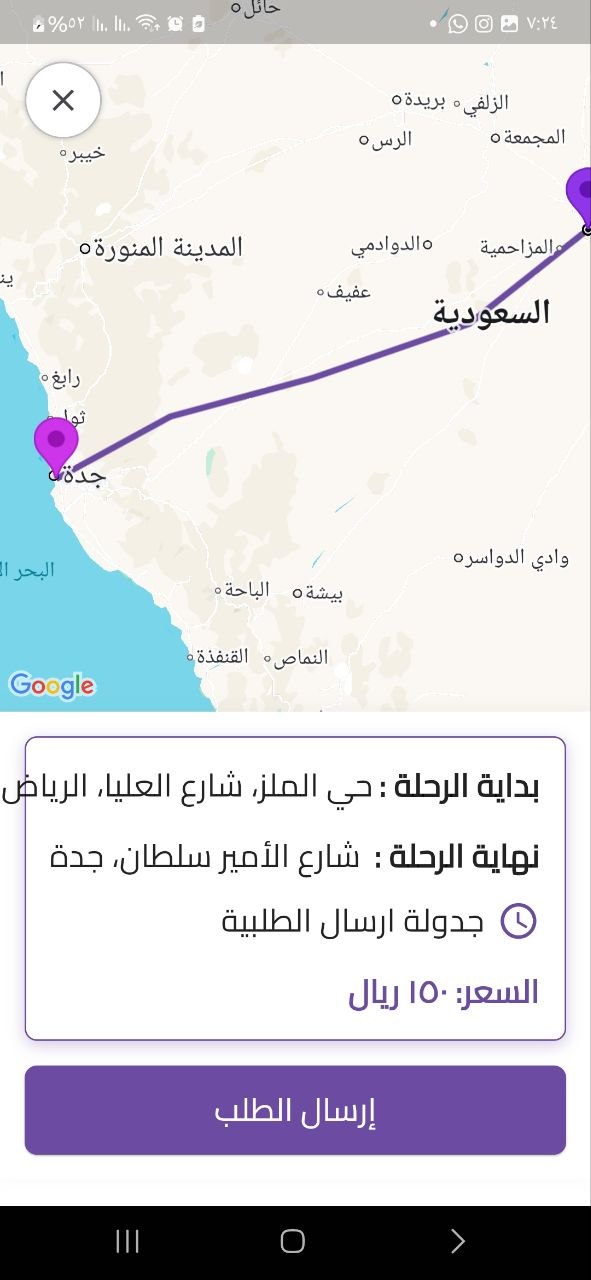 ٧:٢٤
%٥٢
حائل
بريدة
الزلفي
الرس
المجمعة
خيبر
المدينة المنورة
الدوادمي
المزاحمية
عفيف
السعودية
رابغ
ثول
جدة
وادي الدواسر
البحر ال
الباحة
بيشة
القنفذة
النماص
Google
بداية الرحلة : حي الملز، شارع العليا، الرياض
نهاية الرحلة : شارع الأمير سلطان، جدة
جدولة ارسال الطلبية
السعر: ١٥٠ ريال
إرسال الطلب